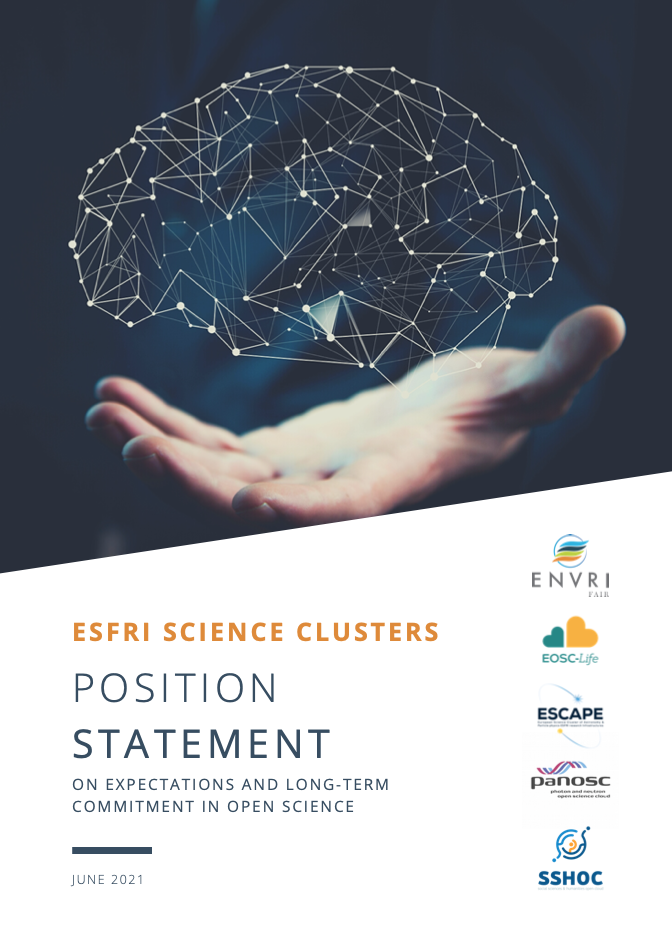 ESFRI SCIENCE CLUSTERS
POSITION
STATEMENT
ON EXPECTATIONS AND LONG-TERM
COMMITMENT IN OPEN SCIENCE
JUNE 2021
ENVRI
FAIR
EOSC-Life
ESCAPE
panosc
photon and neutron
open science cloud
SSHOC